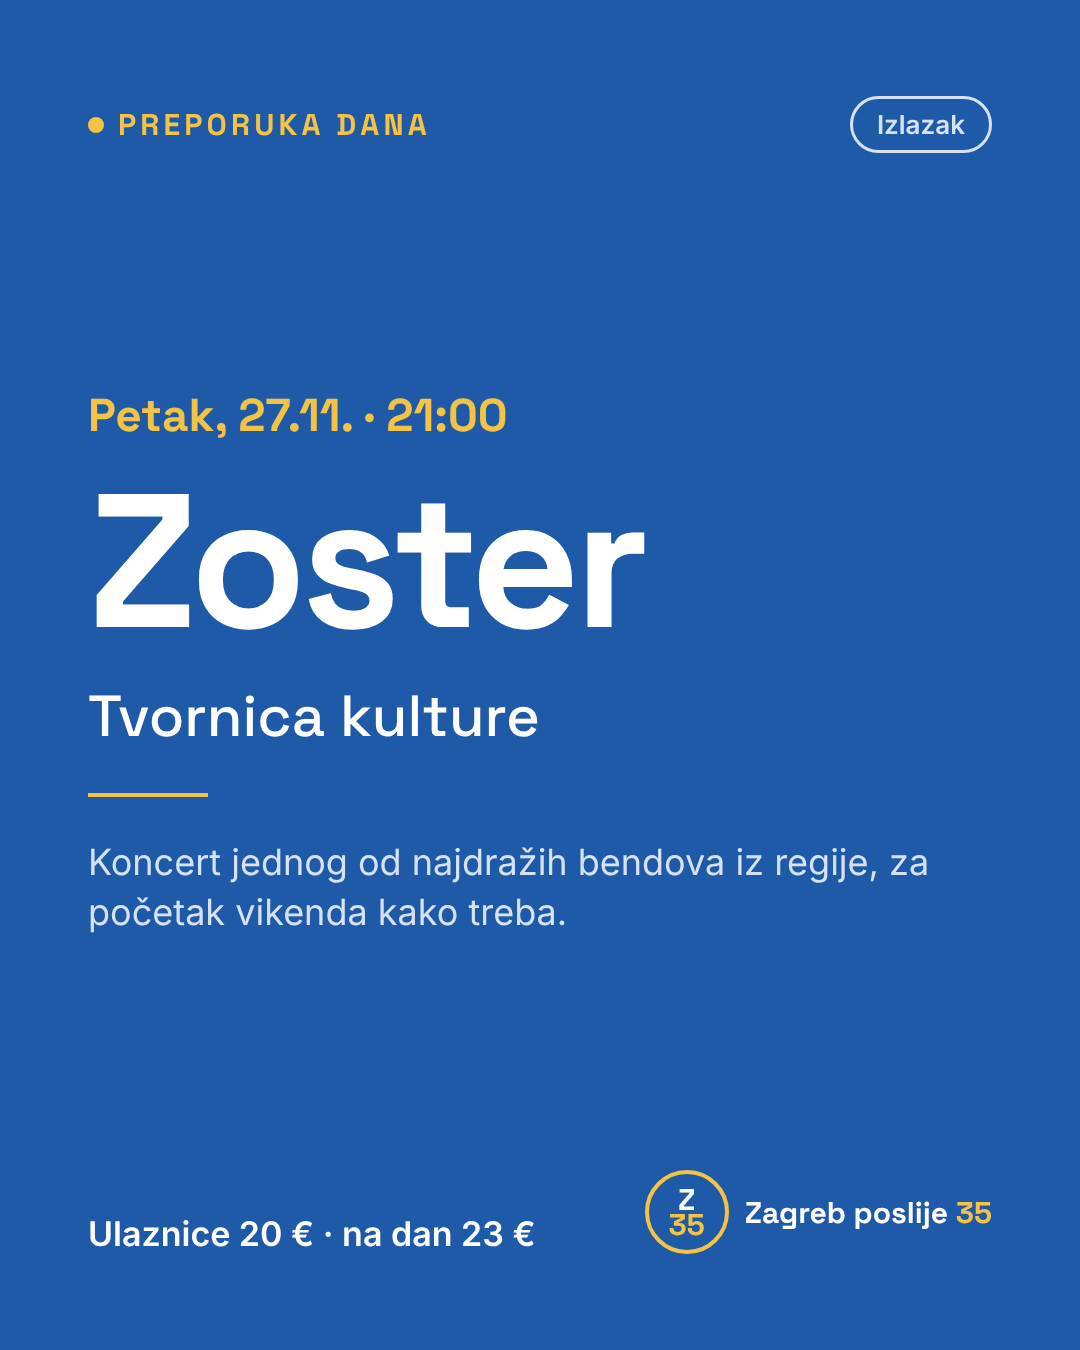 PREPORUKA DANA
Izlazak
Petak, 27.11. · 21:00
Zoster
Tvornica kulture
Koncert jednog od najdražih bendova iz regije, za
početak vikenda kako treba.
Ulaznice 20 € · na dan 23 €
Z
35
Zagreb poslije 35